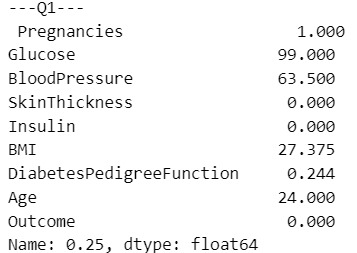 ---Q1---
Pregnancies 1.000
Glucose 99.000
BloodPressure 63.500
SkinThickness 0.000
Insulin 0.000
BMI 27.375
DiabetesPedigreeFunction 0.244
Age 24.000
Outcome 0.000
Name: 0.25, dtype: float64